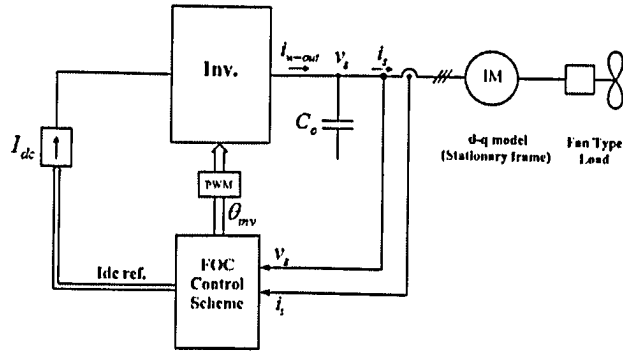 Inv.
i_w-out
v_s
i_s
C_o
IM
d-q model
(Stationary frame)
Fan Type
Load
I_dc
PWM
θ_inv
Idc ref.
FOC
Control
Scheme
v_s
i_s